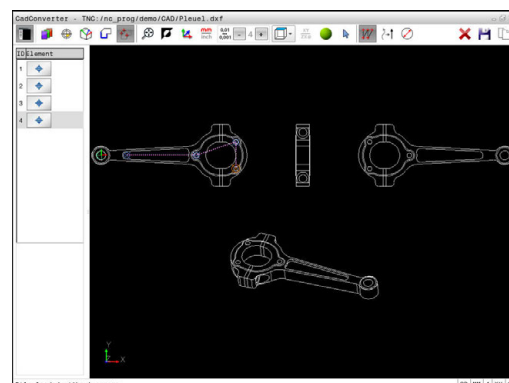 CadConverter - TNC:/nc_prog/demo/CAD/Pleuel.dxf
mm inch 0,01 0,001 4
ID Element
1
2
3
4
Y
X